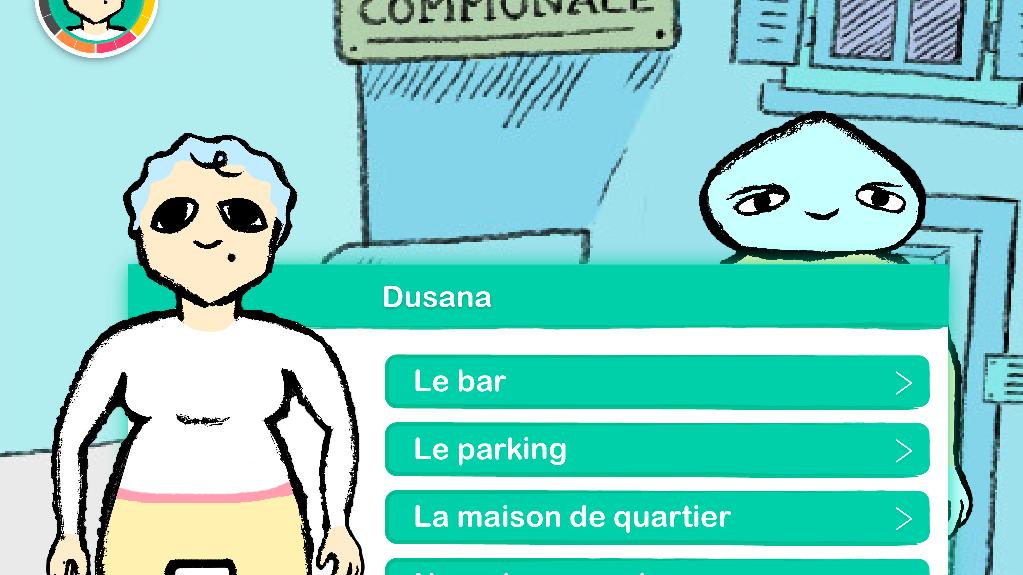 COMMUNALE
Dusana
Le bar
Le parking
La maison de quartier